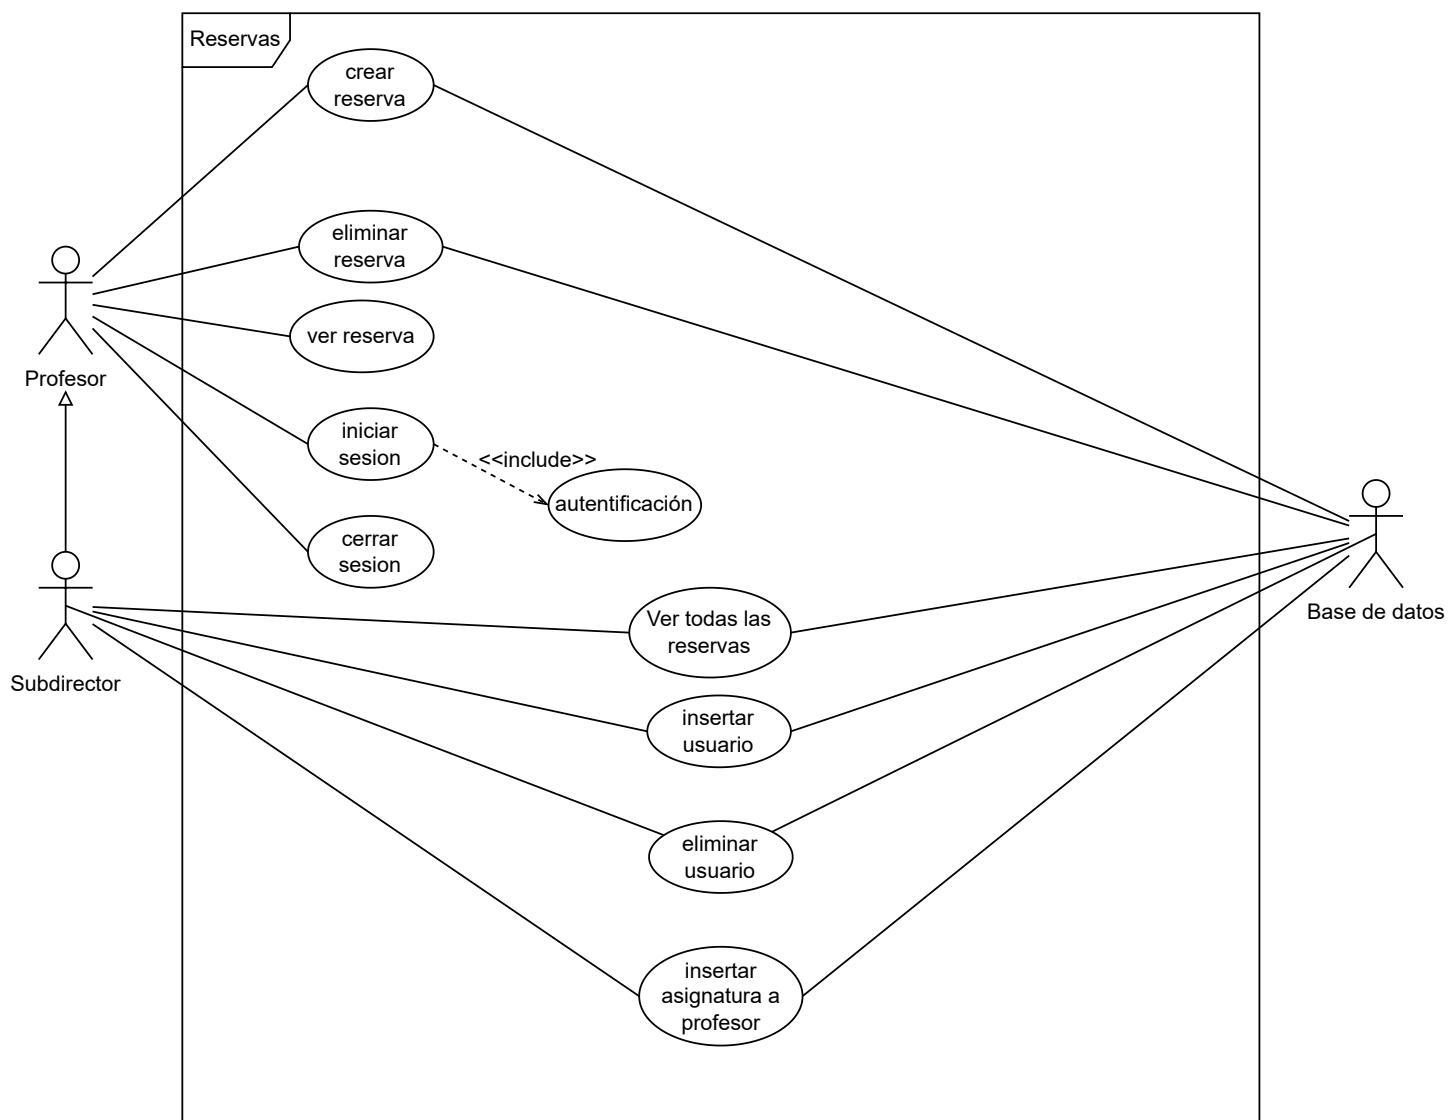 Reservas
crear
reserva
eliminar
reserva
ver reserva
Profesor
iniciar
sesion
<<include>>
autentificación
cerrar
sesion
Ver todas las
reservas
Base de datos
Subdirector
insertar
usuario
eliminar
usuario
insertar
asignatura a
profesor